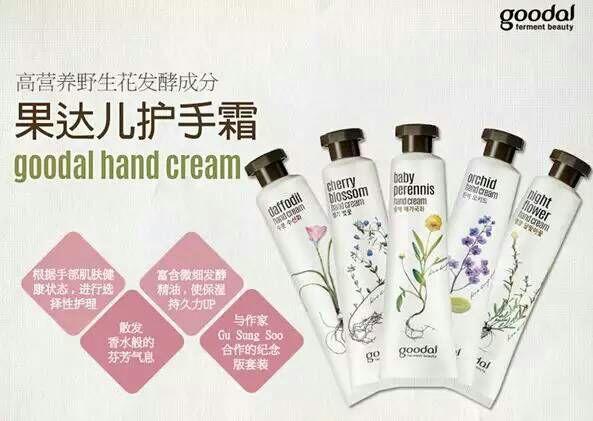 goodal
ferment beauty
高营养野生花发酵成分
果达儿护手霜
goodal hand cream
daffodil
hand cream
cherry
blossom
hand cream
baby
perennis
hand cream
orchid
hand cream
night
flower
hand cream
根据手部肌肤健
康状态，进行选
择性护理
富含微细发酵
精油，使保湿
持久力UP
散发
香水般的
芬芳气息
与作家
Gu Sung Soo
合作的纪念
版套装
goodal
goodal
goodal
goodal
goodal